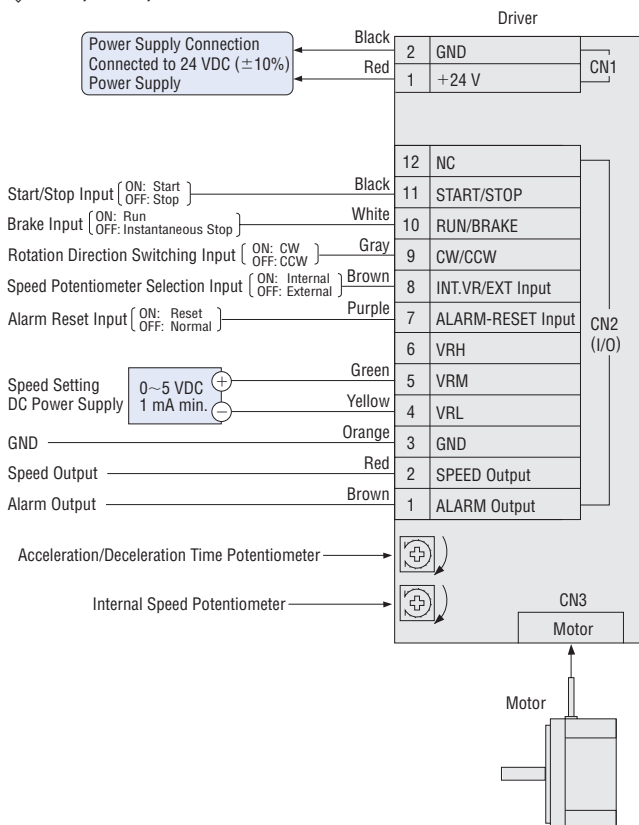 Driver
Power Supply Connection
Connected to 24 VDC (±10%)
Power Supply
Black
2 GND
Red
1 +24 V
CN1
12 NC
Start/Stop Input [ON: Start OFF: Stop] Black 11 START/STOP
Brake Input [ON: Run OFF: Instantaneous Stop] White 10 RUN/BRAKE
Rotation Direction Switching Input [ON: CW OFF: CCW] Gray 9 CW/CCW
Speed Potentiometer Selection Input [ON: Internal OFF: External] Brown 8 INT.VR/EXT Input
Alarm Reset Input [ON: Reset OFF: Normal] Purple 7 ALARM-RESET Input
CN2
(I/O)
6 VRH
Speed Setting
DC Power Supply
0~5 VDC
1 mA min.
+
−
Green 5 VRM
Yellow 4 VRL
GND Orange 3 GND
Speed Output Red 2 SPEED Output
Alarm Output Brown 1 ALARM Output
Acceleration/Deceleration Time Potentiometer
Internal Speed Potentiometer
CN3
Motor
Motor